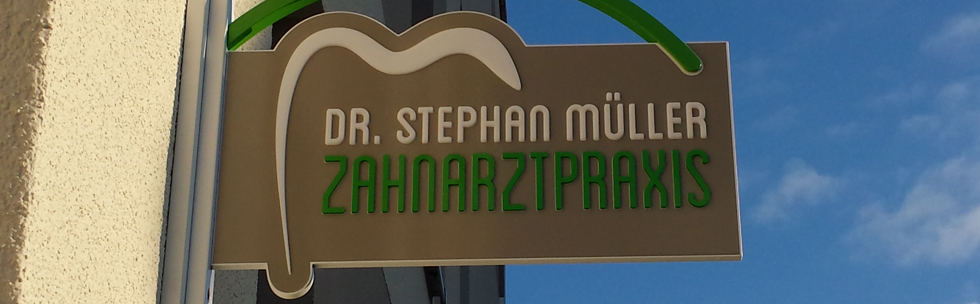 DR. STEPHAN MÜLLER
ZAHNARZTPRAXIS